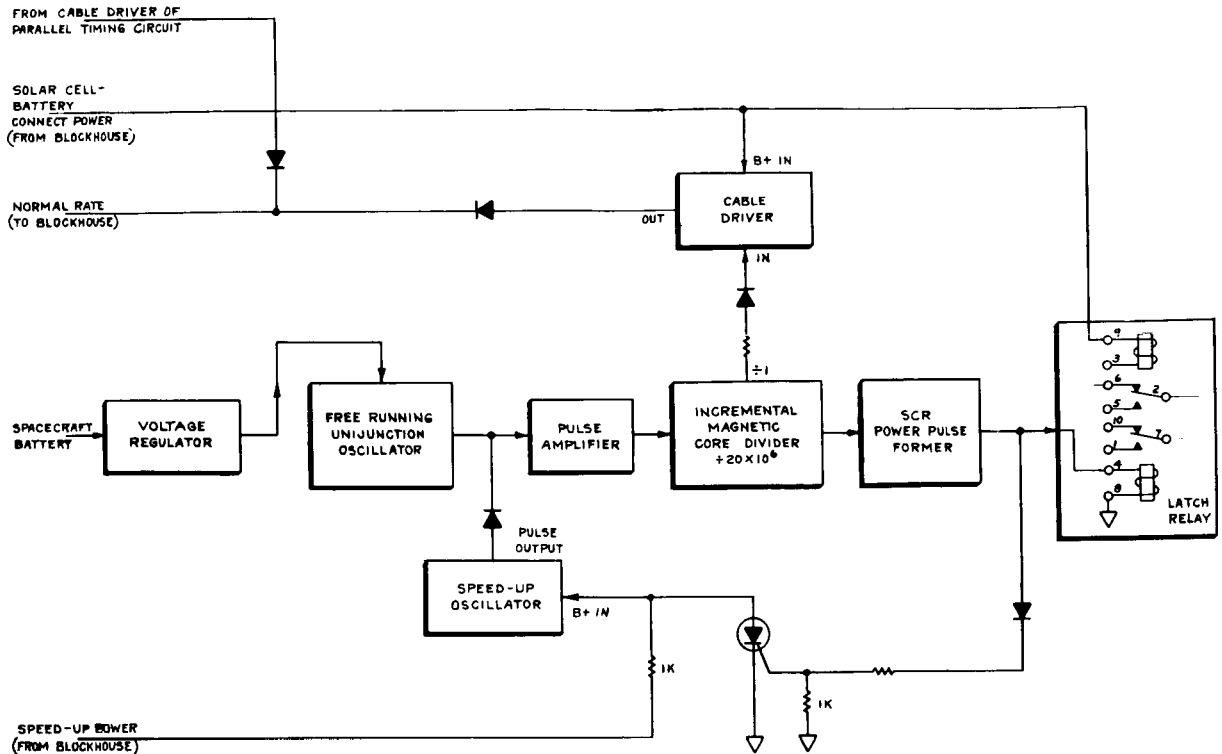 FROM CABLE DRIVER OF
PARALLEL TIMING CIRCUIT
SOLAR CELL-
BATTERY
CONNECT POWER
(FROM BLOCKHOUSE)
B+ IN
NORMAL RATE
(TO BLOCKHOUSE)
OUT
CABLE
DRIVER
IN
÷1
SPACECRAFT
BATTERY
VOLTAGE
REGULATOR
FREE RUNNING
UNIJUNCTION
OSCILLATOR
PULSE
AMPLIFIER
INCREMENTAL
MAGNETIC
CORE DIVIDER
÷20×10⁶
SCR
POWER PULSE
FORMER
9
3
6
2
5
10
7
1
4
8
LATCH
RELAY
PULSE
OUTPUT
SPEED-UP
OSCILLATOR
B+ IN
1K
1K
SPEED-UP POWER
(FROM BLOCKHOUSE)